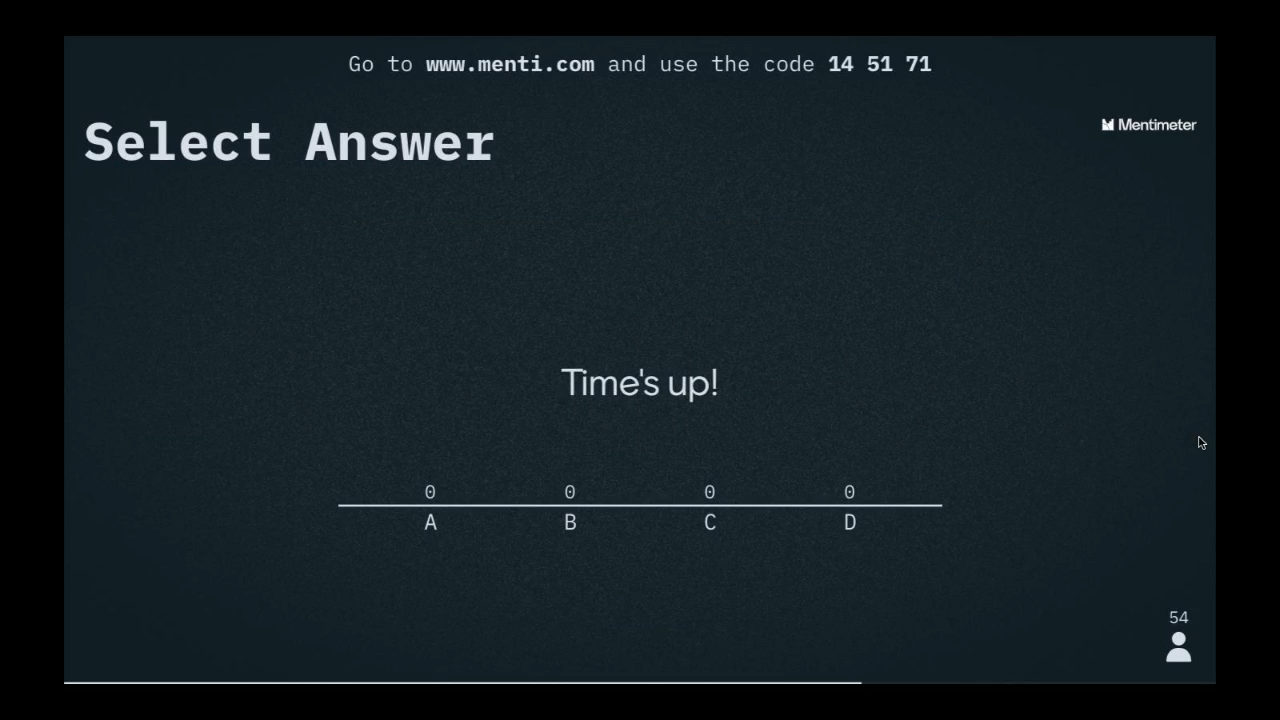 Go to www.menti.com and use the code 14 51 71
Select Answer
Mentimeter
Time's up!
0 0 0 0
A B C D
54